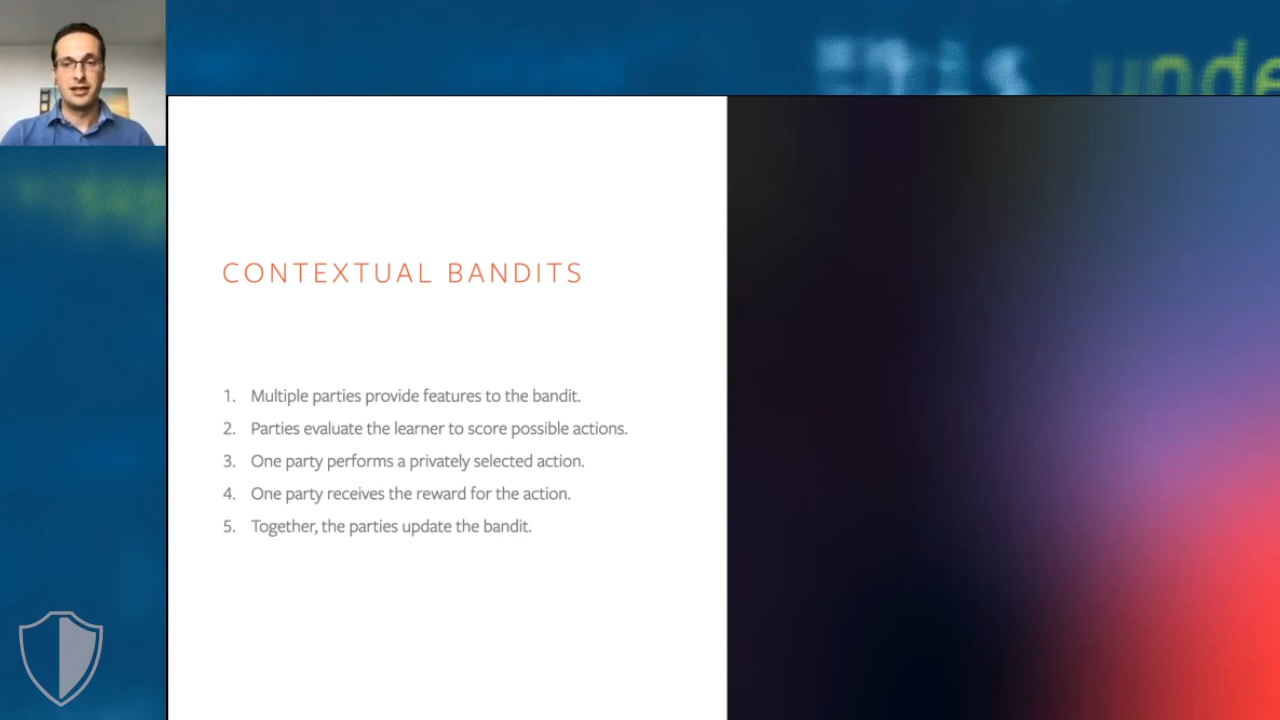 CONTEXTUAL BANDITS
1. Multiple parties provide features to the bandit.
2. Parties evaluate the learner to score possible actions.
3. One party performs a privately selected action.
4. One party receives the reward for the action.
5. Together, the parties update the bandit.